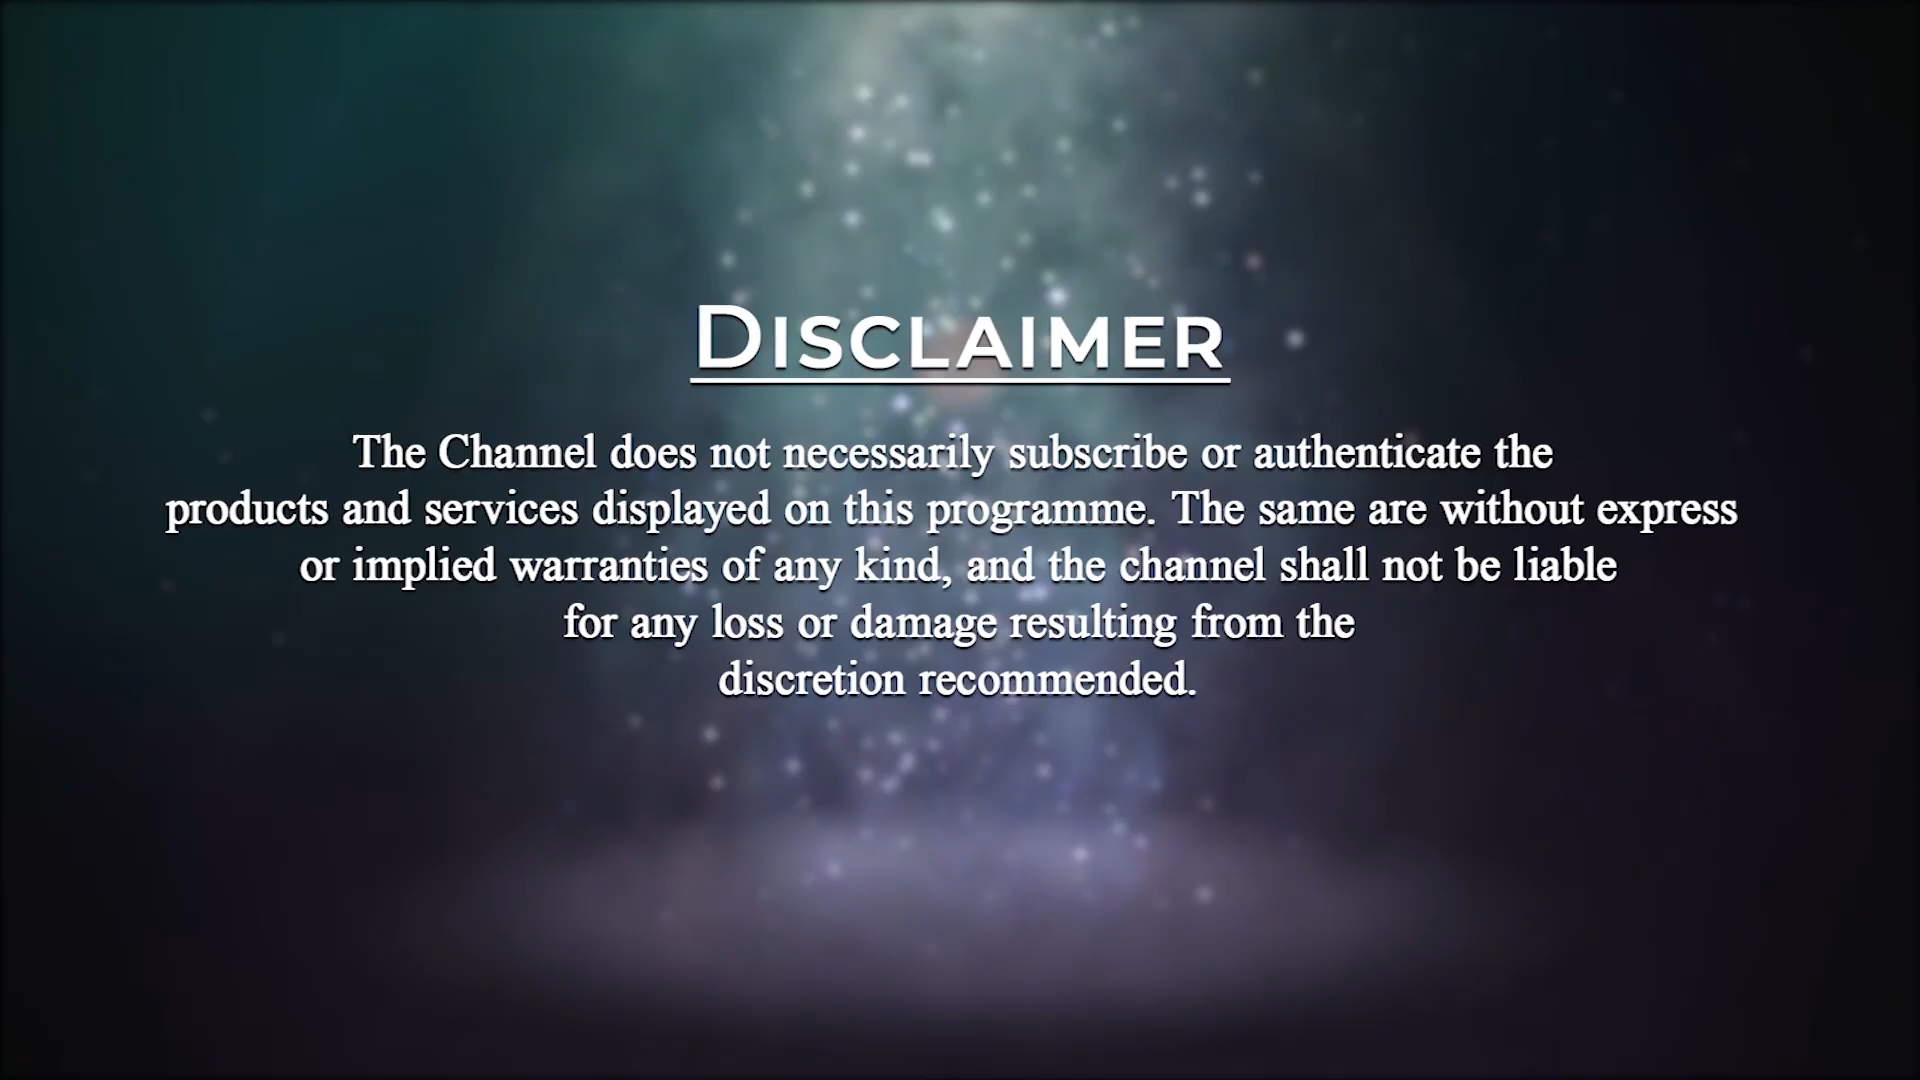 DISCLAIMER
The Channel does not necessarily subscribe or authenticate the
products and services displayed on this programme. The same are without express
or implied warranties of any kind, and the channel shall not be liable
for any loss or damage resulting from the
discretion recommended.